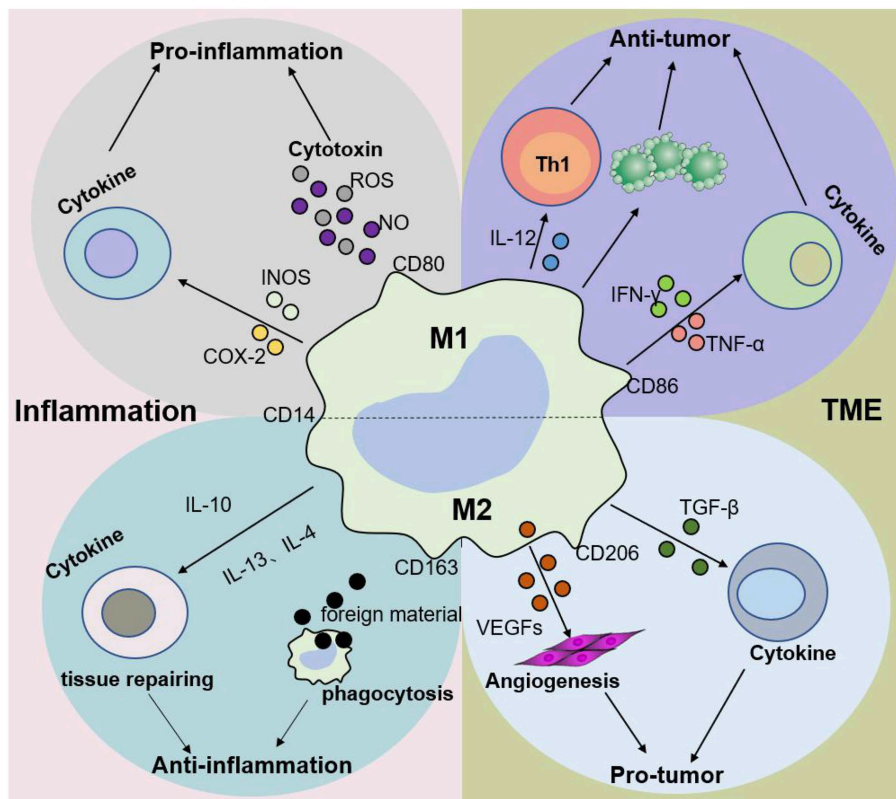 Pro-inflammation
Cytokine
Cytotoxin
ROS
NO
CD80
INOS
COX-2
Anti-tumor
Th1
IL-12
Cytokine
IFN-γ
TNF-α
CD86
M1
Inflammation
CD14
TME
M2
IL-10
IL-13、IL-4
Cytokine
tissue repairing
CD163
foreign material
phagocytosis
Anti-inflammation
CD206
TGF-β
VEGFs
Angiogenesis
Cytokine
Pro-tumor